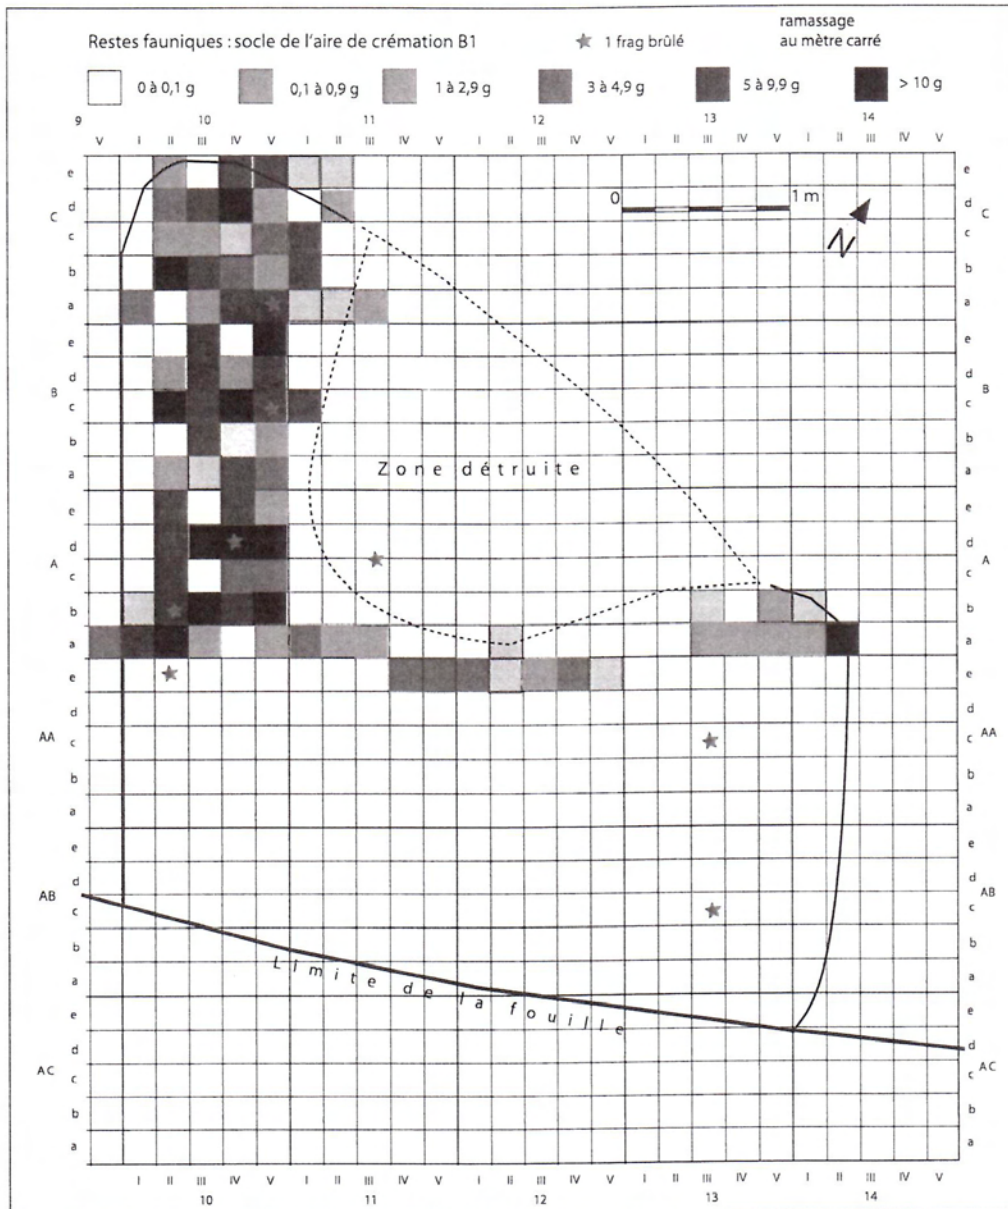 Restes fauniques : socle de l'aire de crémation B1
1 frag brûlé
ramassage
au mètre carré
0 à 0,1 g
0,1 à 0,9 g
1 à 2,9 g
3 à 4,9 g
5 à 9,9 g
> 10 g
9 10 11 12 13 14
V I II III IV V I II III IV V I II III IV V I II III IV V I II III IV V
0 1 m
N
C
e e
d d
C
c c
b b
a a
e e
d d
B B
c c
b b
a a
Zone détruite
e e
d d
A A
c c
b b
a a
e e
d d
AA AA
c c
b b
a a
e e
d d
AB AB
c c
b b
a a
Limite de la fouille
e e
d d
AC AC
c c
b b
a a
I II III IV V I II III IV V I II III IV V I II III IV V I II III IV V
10 11 12 13 14